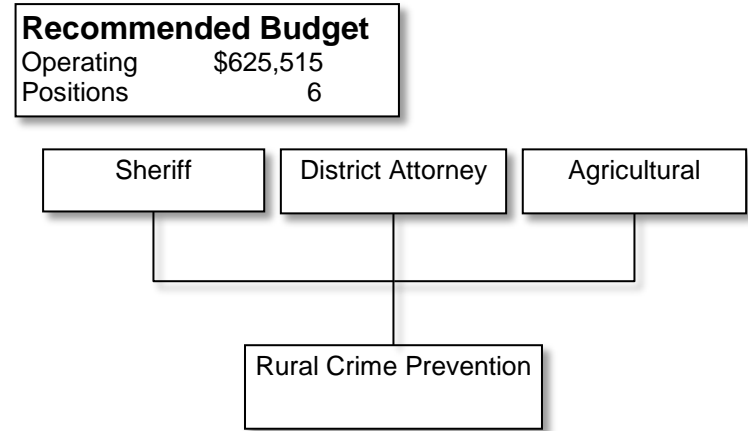 Recommended Budget
Operating $625,515
Positions 6
Sheriff
District Attorney
Agricultural
Rural Crime Prevention